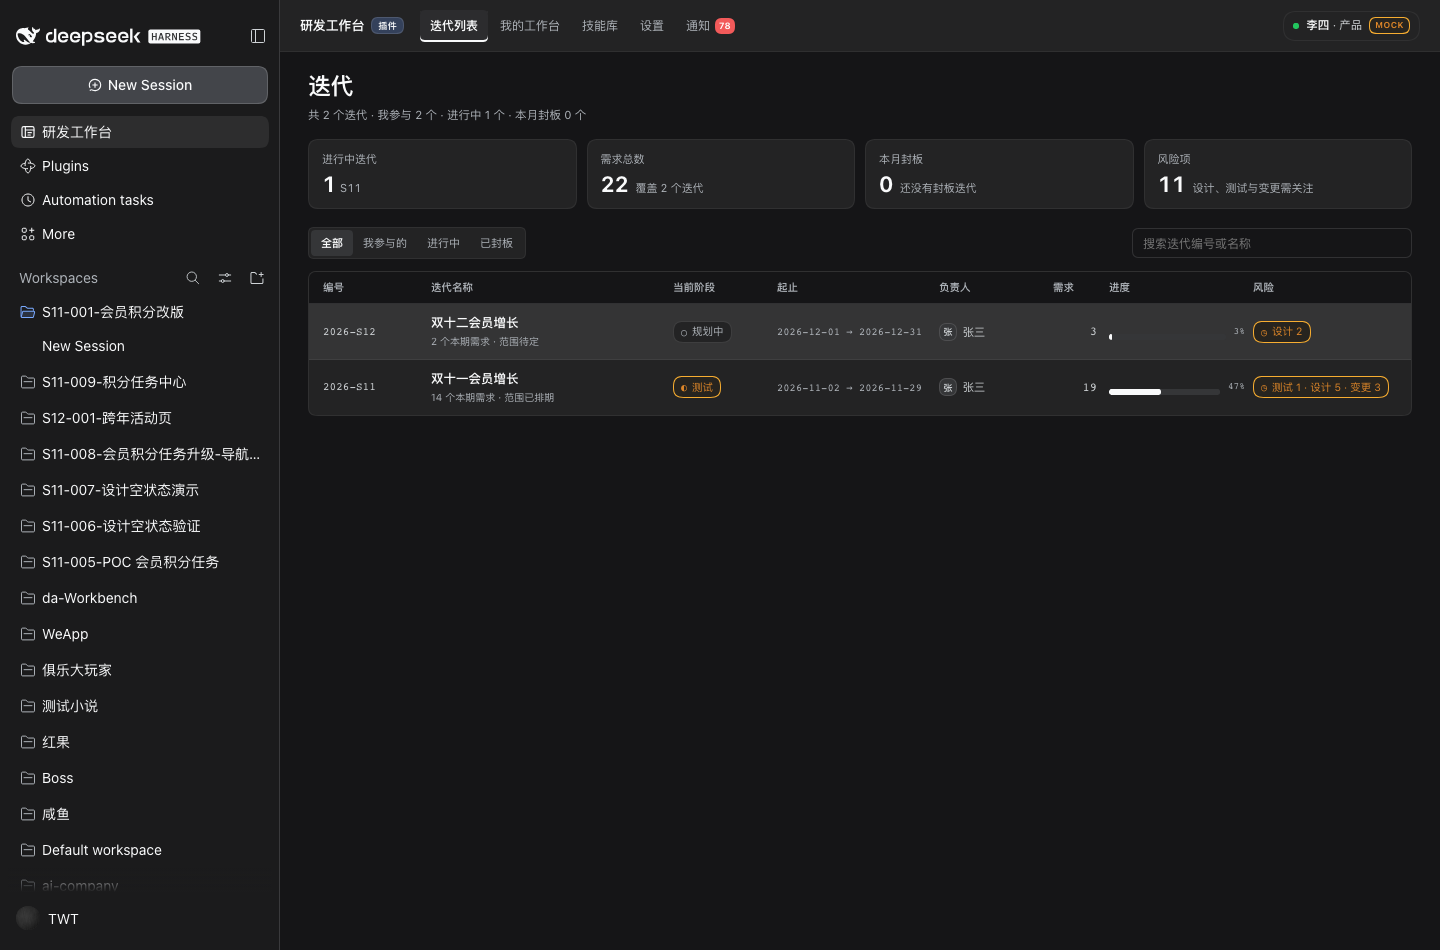 deepseek HARNESS
New Session
研发工作台
Plugins
Automation tasks
More
Workspaces
S11-001-会员积分改版
New Session
S11-009-积分任务中心
S12-001-跨年活动页
S11-008-会员积分任务升级-导航...
S11-007-设计空状态演示
S11-006-设计空状态验证
S11-005-POC 会员积分任务
da-Workbench
WeApp
俱乐大玩家
测试小说
红果
Boss
咸鱼
Default workspace
ai-company
TWT
研发工作台 插件 迭代列表 我的工作台 技能库 设置 通知 78
李四 · 产品 MOCK
迭代
共 2 个迭代 · 我参与 2 个 · 进行中 1 个 · 本月封板 0 个
进行中迭代
1 S11
需求总数
22 覆盖 2 个迭代
本月封板
0 还没有封板迭代
风险项
11 设计、测试与变更需关注
全部 我参与的 进行中 已封板
搜索迭代编号或名称
编号 迭代名称 当前阶段 起止 负责人 需求 进度 风险
2026-S12 双十二会员增长 规划中 2026-12-01 → 2026-12-31 张 张三 3 3% 设计 2
2 个本期需求 · 范围待定
2026-S11 双十一会员增长 测试 2026-11-02 → 2026-11-29 张 张三 19 47% 测试 1 · 设计 5 · 变更 3
14 个本期需求 · 范围已排期